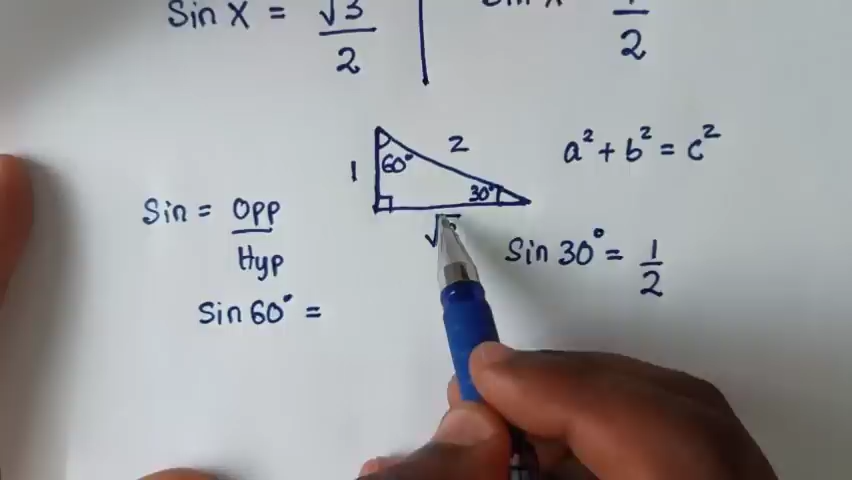 Sin X = √3/2
1/2
2
a² + b² = c²
60°
1
30°
Sin = Opp/Hyp
Sin 30° = 1/2
Sin 60° =